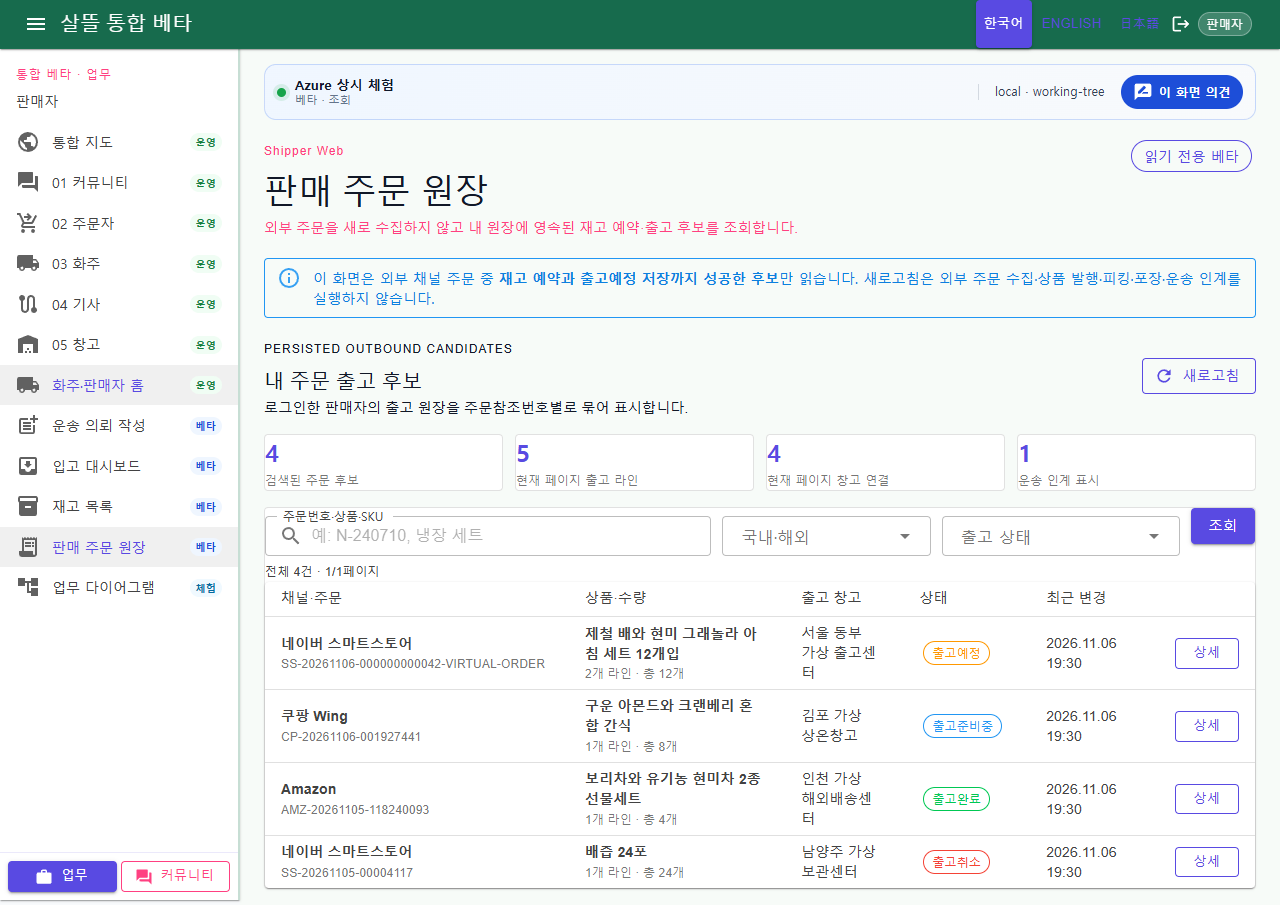 살뜰 통합 베타
한국어
ENGLISH
日本語
판매자
통합 베타 · 업무
판매자
통합 지도 운영
01 커뮤니티 운영
02 주문자 운영
03 화주 운영
04 기사 운영
05 창고 운영
화주·판매자 홈 운영
운송 의뢰 작성 베타
입고 대시보드 베타
재고 목록 베타
판매 주문 원장 베타
업무 다이어그램 체험
업무
커뮤니티
Azure 상시 체험
베타 · 조회
local · working-tree
이 화면 의견
Shipper Web
읽기 전용 베타
판매 주문 원장
외부 주문을 새로 수집하지 않고 내 원장에 영속된 재고 예약·출고 후보를 조회합니다.
이 화면은 외부 채널 주문 중 재고 예약과 출고예정 저장까지 성공한 후보만 읽습니다. 새로고침은 외부 주문 수집·상품 발행·피킹·포장·운송 인계를
실행하지 않습니다.
PERSISTED OUTBOUND CANDIDATES
내 주문 출고 후보
로그인한 판매자의 출고 원장을 주문참조번호별로 묶어 표시합니다.
새로고침
4
검색된 주문 후보
5
현재 페이지 출고 라인
4
현재 페이지 창고 연결
1
운송 인계 표시
주문번호·상품·SKU
예: N-240710, 냉장 세트
국내·해외
출고 상태
조회
전체 4건 · 1/1페이지
채널·주문 상품·수량 출고 창고 상태 최근 변경
네이버 스마트스토어
SS-20261106-000000000042-VIRTUAL-ORDER
제철 배와 현미 그래놀라 아
침 세트 12개입
2개 라인 · 총 12개
서울 동부
가상 출고센
터
출고예정
2026.11.06
19:30
상세
쿠팡 Wing
CP-20261106-001927441
구운 아몬드와 크랜베리 혼
합 간식
1개 라인 · 총 8개
김포 가상
상온창고
출고준비중
2026.11.06
19:30
상세
Amazon
AMZ-20261105-118240093
보리차와 유기농 현미차 2종
선물세트
1개 라인 · 총 4개
인천 가상
해외배송센
터
출고완료
2026.11.06
19:30
상세
네이버 스마트스토어
SS-20261105-00004117
배즙 24포
1개 라인 · 총 24개
남양주 가상
보관센터
출고취소
2026.11.06
19:30
상세